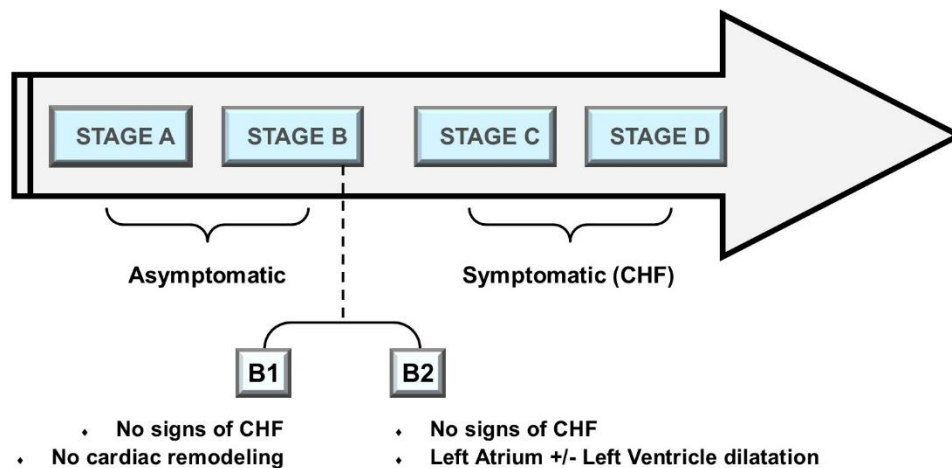 STAGE A
STAGE B
STAGE C
STAGE D
Asymptomatic
Symptomatic (CHF)
B1
B2
No signs of CHF
No cardiac remodeling
No signs of CHF
Left Atrium +/- Left Ventricle dilatation